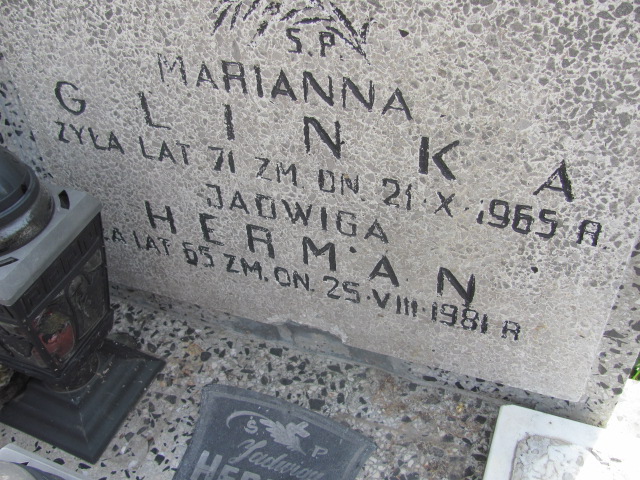 S.P.
MARIANNA
GLINKA
ŻYŁA LAT 71 ZM. DN. 21·X·1965 R.
JADWIGA
HERMAN
LAT 65 ZM. DN. 25·VIII·1981 R
S P
Jadwiga